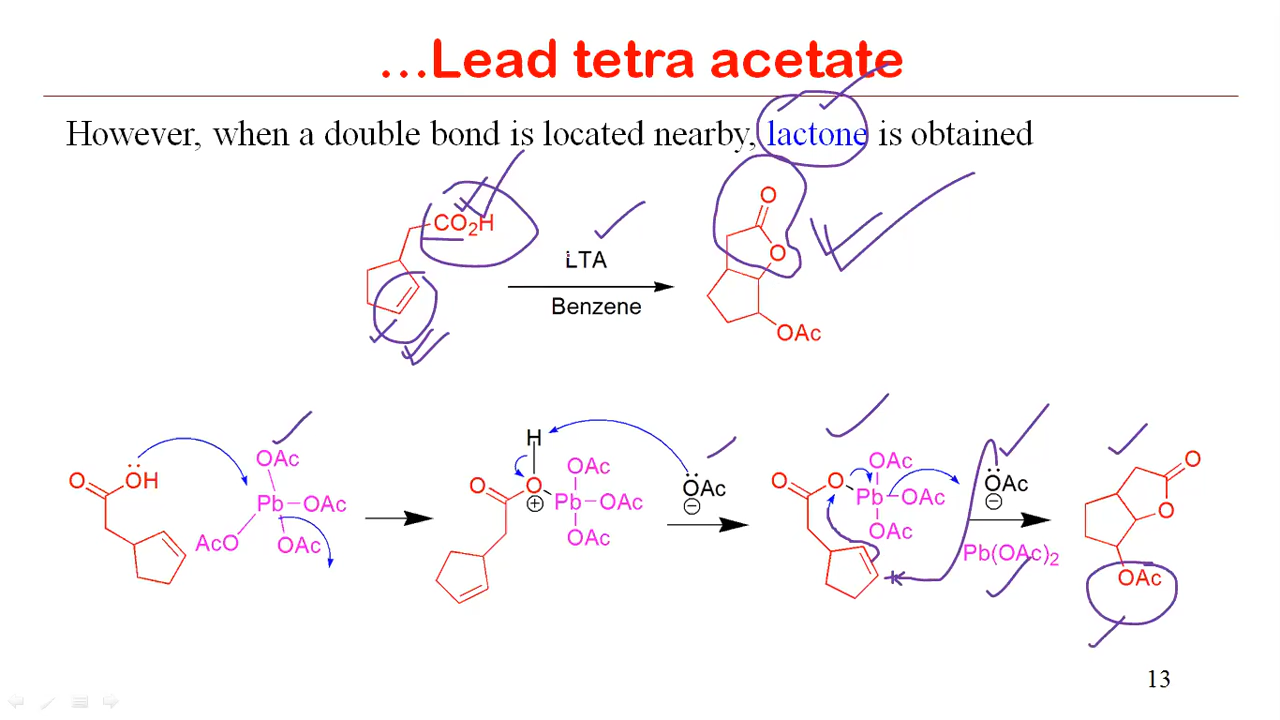 ...Lead tetra acetate
However, when a double bond is located nearby, lactone is obtained
CO2H
LTA
Benzene
O
O
OAc
O
OH
OAc
Pb
OAc
AcO
OAc
H
O
O
Pb
OAc
OAc
OAc
OAc
O
O
Pb
OAc
OAc
OAc
OAc
Pb(OAc)2
O
O
OAc
13